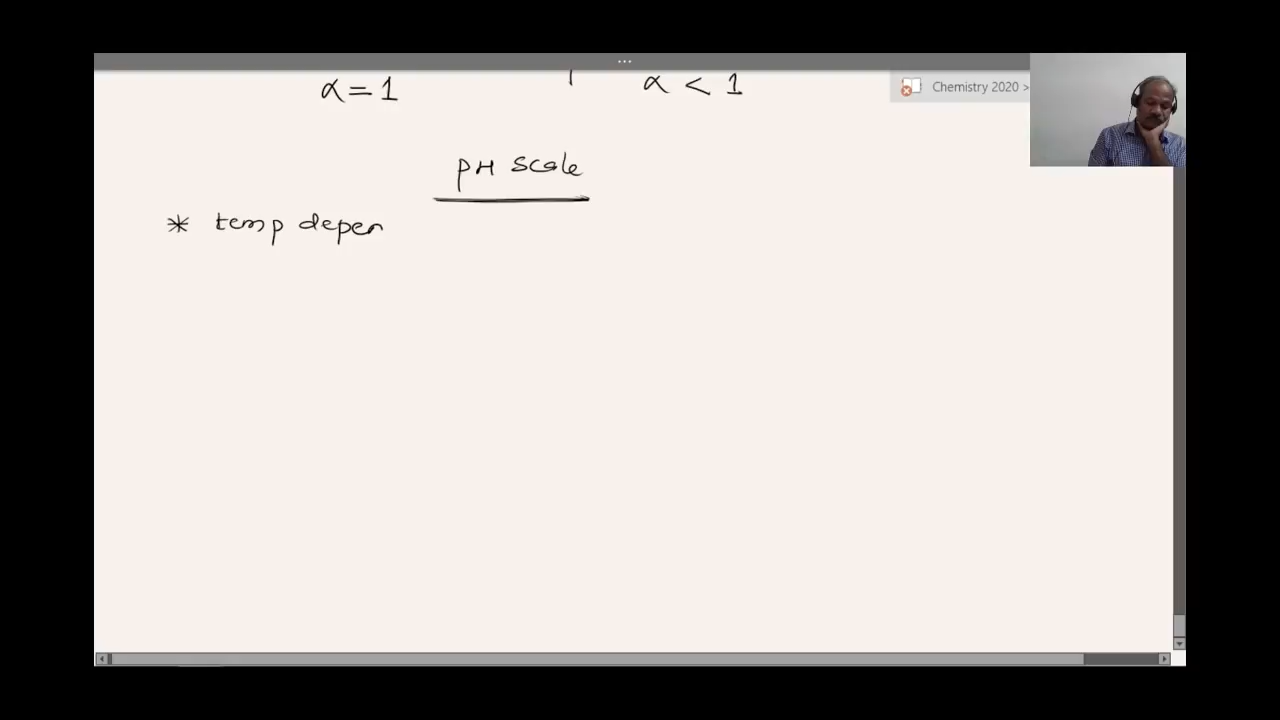 α = 1
α < 1
Chemistry 2020 >
pH scale
* temp depen